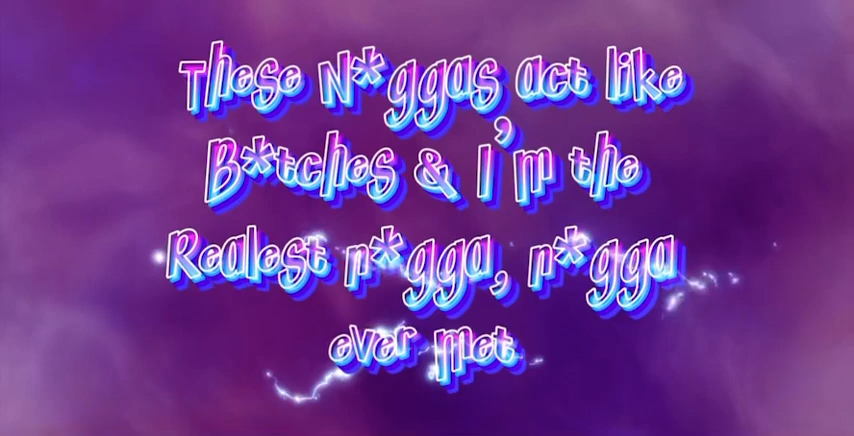 These N*ggas act like
B*tches & I'm the
Realest n*gga, n*gga
ever met